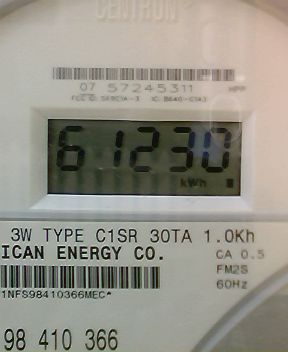 CENTRON
07 57245311 HPP
61230
kWh
3W TYPE C1SR 30TA 1.0Kh
ICAN ENERGY CO. CA 0.5
FM2S
60Hz
1NFS98410366MEC*
98 410 366